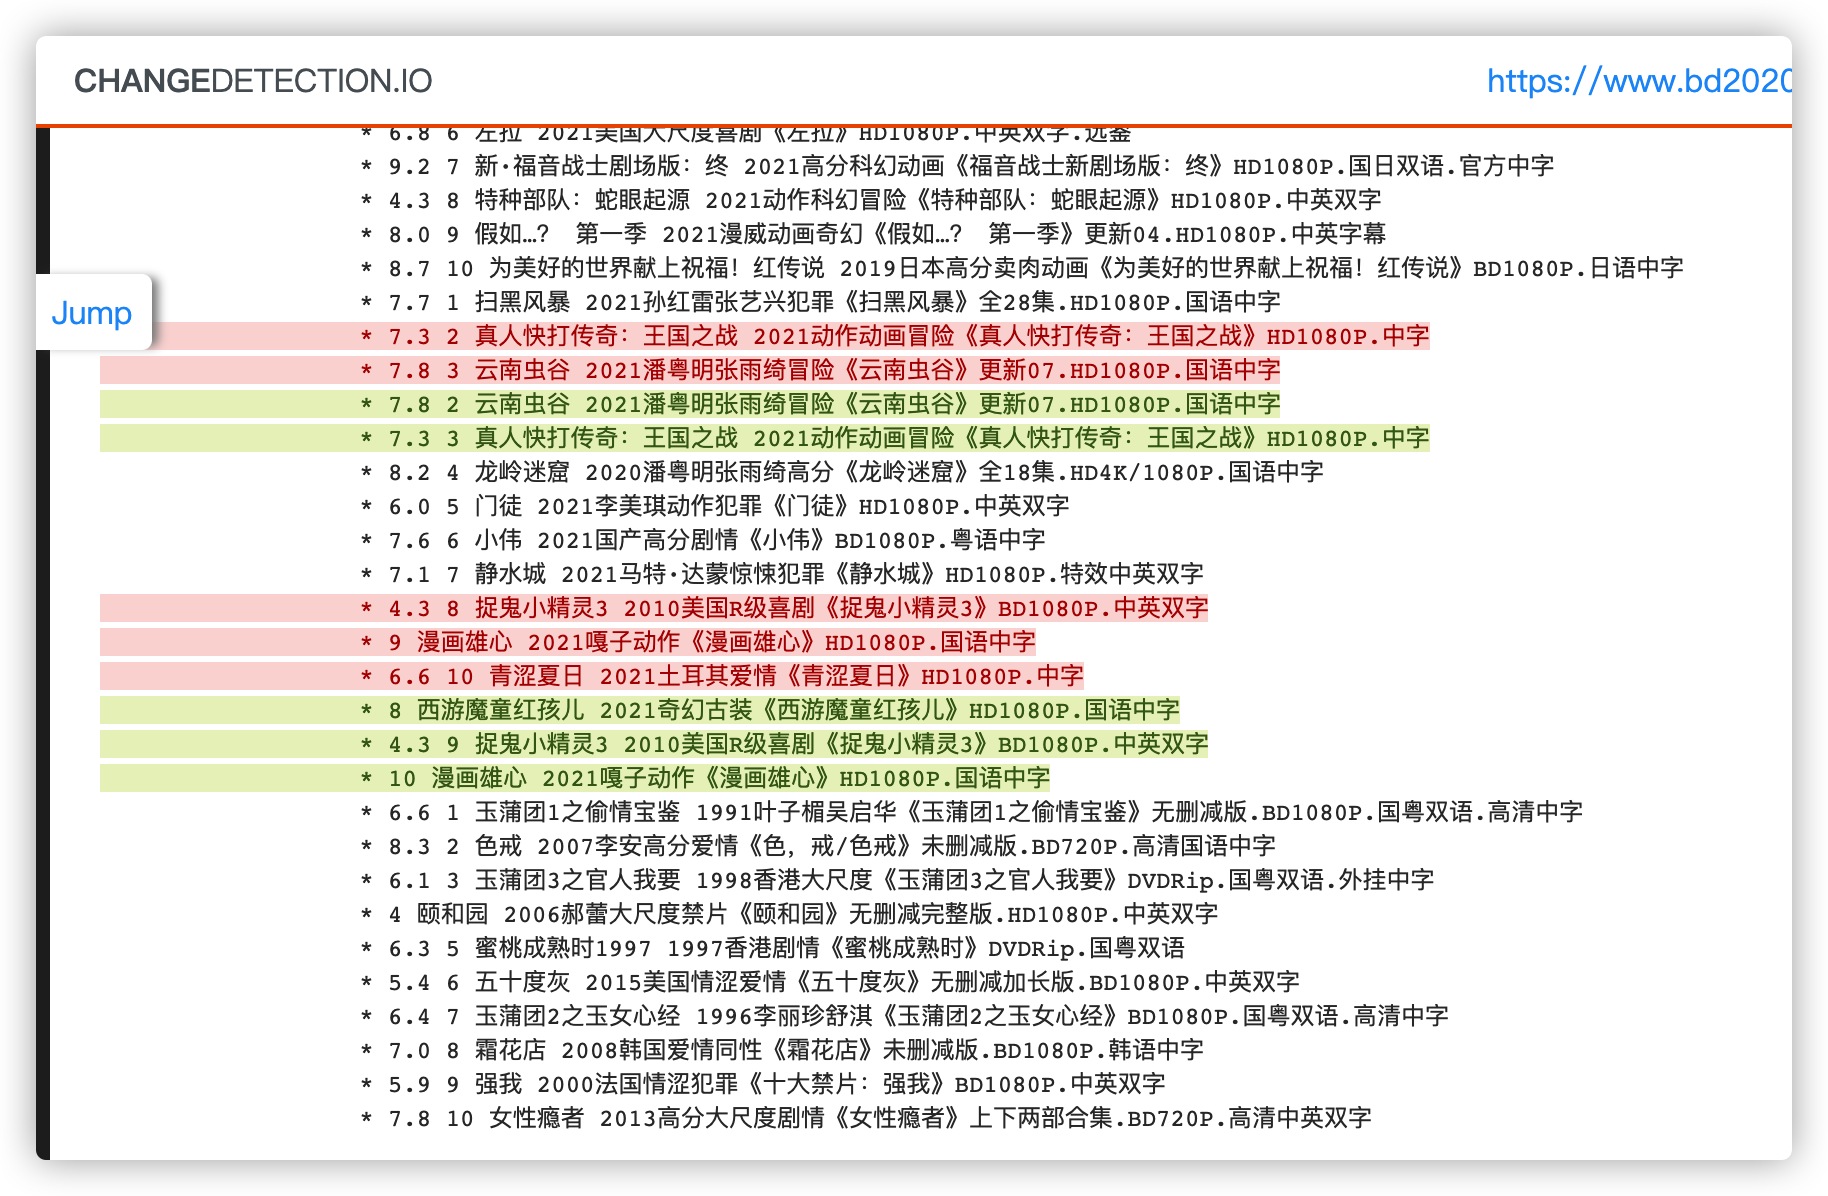 CHANGEDETECTION.IO
https://www.bd2020
* 6.8 6 左拉 2021美国大尺度喜剧《左拉》HD1080P.中英双字.远鉴
* 9.2 7 新·福音战士剧场版：终 2021高分科幻动画《福音战士新剧场版：终》HD1080P.国日双语.官方中字
* 4.3 8 特种部队：蛇眼起源 2021动作科幻冒险《特种部队：蛇眼起源》HD1080P.中英双字
* 8.0 9 假如…？ 第一季 2021漫威动画奇幻《假如…？ 第一季》更新04.HD1080P.中英字幕
* 8.7 10 为美好的世界献上祝福！红传说 2019日本高分卖肉动画《为美好的世界献上祝福！红传说》BD1080P.日语中字
* 7.7 1 扫黑风暴 2021孙红雷张艺兴犯罪《扫黑风暴》全28集.HD1080P.国语中字
Jump
* 7.3 2 真人快打传奇：王国之战 2021动作动画冒险《真人快打传奇：王国之战》HD1080P.中字
* 7.8 3 云南虫谷 2021潘粤明张雨绮冒险《云南虫谷》更新07.HD1080P.国语中字
* 7.8 2 云南虫谷 2021潘粤明张雨绮冒险《云南虫谷》更新07.HD1080P.国语中字
* 7.3 3 真人快打传奇：王国之战 2021动作动画冒险《真人快打传奇：王国之战》HD1080P.中字
* 8.2 4 龙岭迷窟 2020潘粤明张雨绮高分《龙岭迷窟》全18集.HD4K/1080P.国语中字
* 6.0 5 门徒 2021李美琪动作犯罪《门徒》HD1080P.中英双字
* 7.6 6 小伟 2021国产高分剧情《小伟》BD1080P.粤语中字
* 7.1 7 静水城 2021马特·达蒙惊悚犯罪《静水城》HD1080P.特效中英双字
* 4.3 8 捉鬼小精灵3 2010美国R级喜剧《捉鬼小精灵3》BD1080P.中英双字
* 9 漫画雄心 2021嘎子动作《漫画雄心》HD1080P.国语中字
* 6.6 10 青涩夏日 2021土耳其爱情《青涩夏日》HD1080P.中字
* 8 西游魔童红孩儿 2021奇幻古装《西游魔童红孩儿》HD1080P.国语中字
* 4.3 9 捉鬼小精灵3 2010美国R级喜剧《捉鬼小精灵3》BD1080P.中英双字
* 10 漫画雄心 2021嘎子动作《漫画雄心》HD1080P.国语中字
* 6.6 1 玉蒲团1之偷情宝鉴 1991叶子楣吴启华《玉蒲团1之偷情宝鉴》无删减版.BD1080P.国粤双语.高清中字
* 8.3 2 色戒 2007李安高分爱情《色，戒/色戒》未删减版.BD720P.高清国语中字
* 6.1 3 玉蒲团3之官人我要 1998香港大尺度《玉蒲团3之官人我要》DVDRip.国粤双语.外挂中字
* 4 颐和园 2006郝蕾大尺度禁片《颐和园》无删减完整版.HD1080P.中英双字
* 6.3 5 蜜桃成熟时1997 1997香港剧情《蜜桃成熟时》DVDRip.国粤双语
* 5.4 6 五十度灰 2015美国情涩爱情《五十度灰》无删减加长版.BD1080P.中英双字
* 6.4 7 玉蒲团2之玉女心经 1996李丽珍舒淇《玉蒲团2之玉女心经》BD1080P.国粤双语.高清中字
* 7.0 8 霜花店 2008韩国爱情同性《霜花店》未删减版.BD1080P.韩语中字
* 5.9 9 强我 2000法国情涩犯罪《十大禁片：强我》BD1080P.中英双字
* 7.8 10 女性瘾者 2013高分大尺度剧情《女性瘾者》上下两部合集.BD720P.高清中英双字